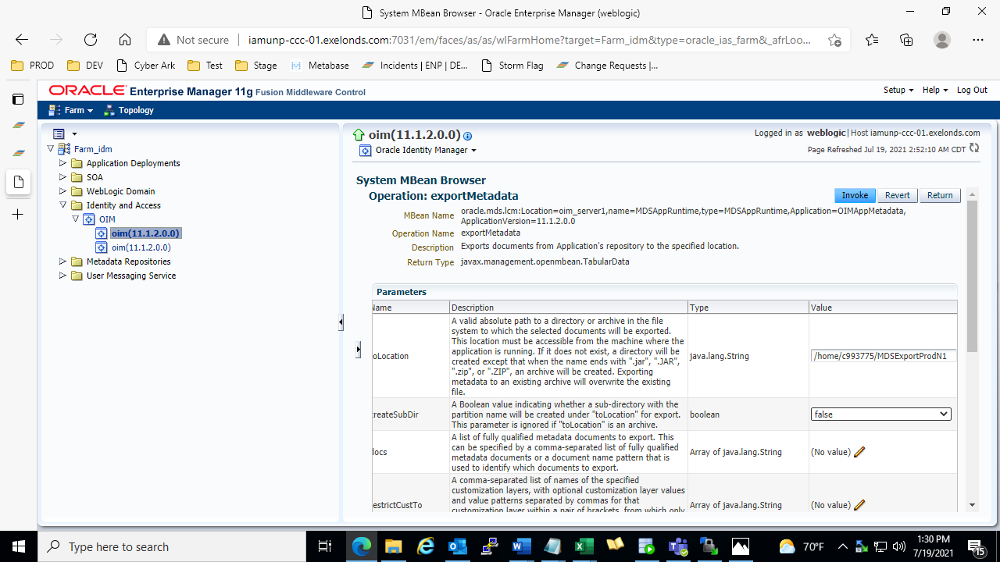 System MBean Browser - Oracle Enterprise Manager (weblogic)
Not secure
iamunp-ccc-01.exelonds.com:7031/em/faces/as/as/wlFarmHome?target=Farm_idm&type=oracle_ias_farm&_afrLoo...
PROD
DEV
Cyber Ark
Test
Stage
Metabase
Incidents | ENP | DE...
Storm Flag
Change Requests |...
ORACLE Enterprise Manager 11g Fusion Middleware Control
Setup
Help
Log Out
Farm
Topology
Farm_idm
Application Deployments
SOA
WebLogic Domain
Identity and Access
OIM
oim(11.1.2.0.0)
oim(11.1.2.0.0)
Metadata Repositories
User Messaging Service
oim(11.1.2.0.0)
Oracle Identity Manager
Logged in as weblogic | Host iamunp-ccc-01.exelonds.com
Page Refreshed Jul 19, 2021 2:52:10 AM CDT
System MBean Browser
Operation: exportMetadata
Invoke
Revert
Return
MBean Name oracle.mds.lcm:Location=oim_server1,name=MDSAppRuntime,type=MDSAppRuntime,Application=OIMAppMetadata,
ApplicationVersion=11.1.2.0.0
Operation Name exportMetadata
Description Exports documents from Application's repository to the specified location.
Return Type javax.management.openmbean.TabularData
Parameters
Name Description Type Value
A valid absolute path to a directory or archive in the file
system to which the selected documents will be exported.
This location must be accessible from the machine where the
application is running. If it does not exist, a directory will be
created except that when the name ends with ".jar", ".JAR",
".zip", or ".ZIP", an archive will be created. Exporting
metadata to an existing archive will overwrite the existing
file.
oLocation
java.lang.String
/home/c993775/MDSExportProdN1
A Boolean value indicating whether a sub-directory with the
partition name will be created under "toLocation" for export.
This parameter is ignored if "toLocation" is an archive.
createSubDir
boolean
false
A list of fully qualified metadata documents to export. This
can be specified by a comma-separated list of fully qualified
metadata documents or a document name pattern that is
used to identify which documents to export.
locs
Array of java.lang.String
(No value)
A comma-separated list of names of the specified
customization layers, with optional customization layer values
and value patterns separated by commas for that
customization layer within a pair of brackets, from which only
estrictCustTo
Array of java.lang.String
(No value)
Type here to search
70°F
1:30 PM
7/19/2021
15